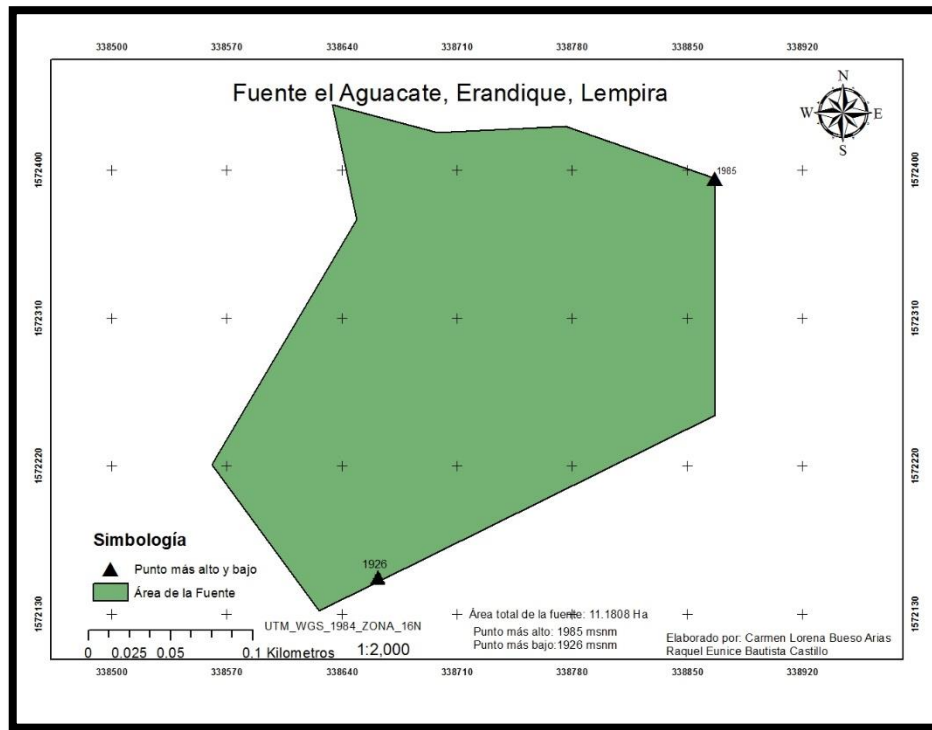 338500 338570 338640 338710 338780 338850 338920
Fuente el Aguacate, Erandique, Lempira
N
W E
S
1572400 1572400
1985
1572310 1572310
1572220 1572220
Simbología
Punto más alto y bajo
Área de la Fuente
1926
1572130 1572130
UTM_WGS_1984_ZONA_16N
0 0.025 0.05 0.1 Kilometros
1:2,000
Área total de la fuente: 11.1808 Ha
Punto más alto: 1985 msnm
Punto más bajo:1926 msnm
Elaborado por: Carmen Lorena Bueso Arias
Raquel Eunice Bautista Castillo
338500 338570 338640 338710 338780 338850 338920